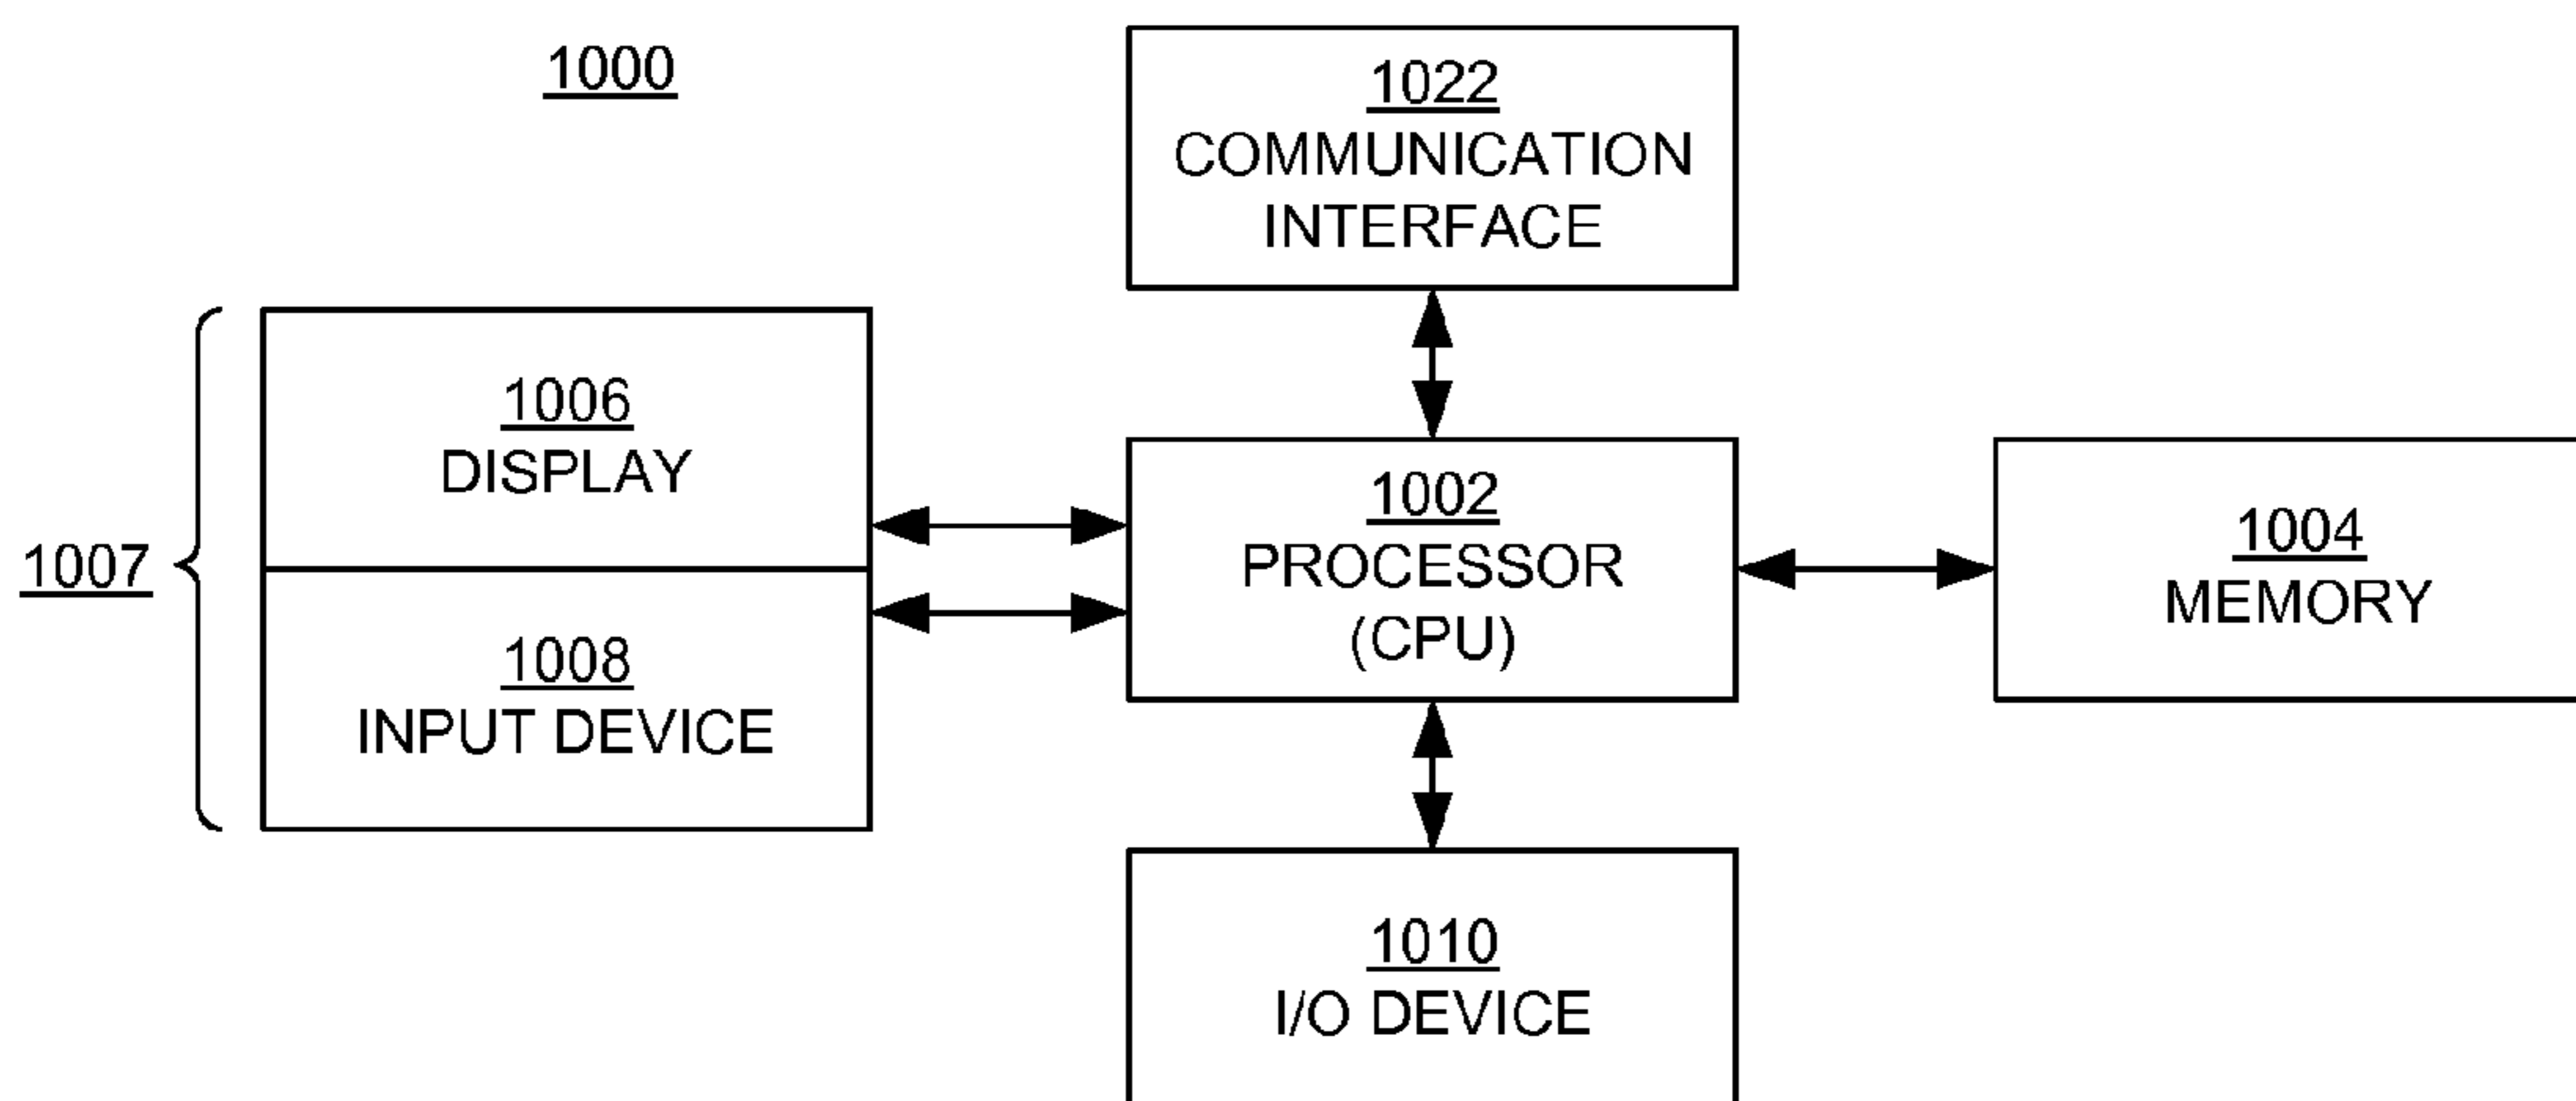 1000
1022
COMMUNICATION
INTERFACE
1006
DISPLAY
1007
1008
INPUT DEVICE
1002
PROCESSOR
(CPU)
1004
MEMORY
1010
I/O DEVICE